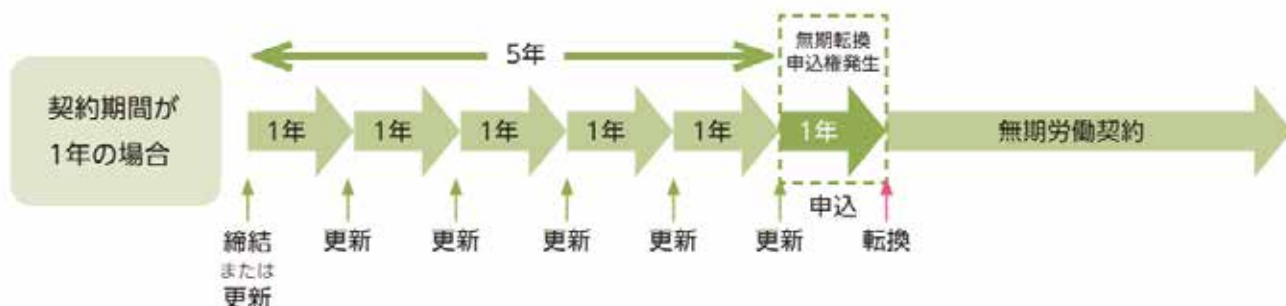 契約期間が
1年の場合
5年
無期転換
申込権発生
1年
1年
1年
1年
1年
1年
無期労働契約
締結
または
更新
更新
更新
更新
更新
更新
申込
転換